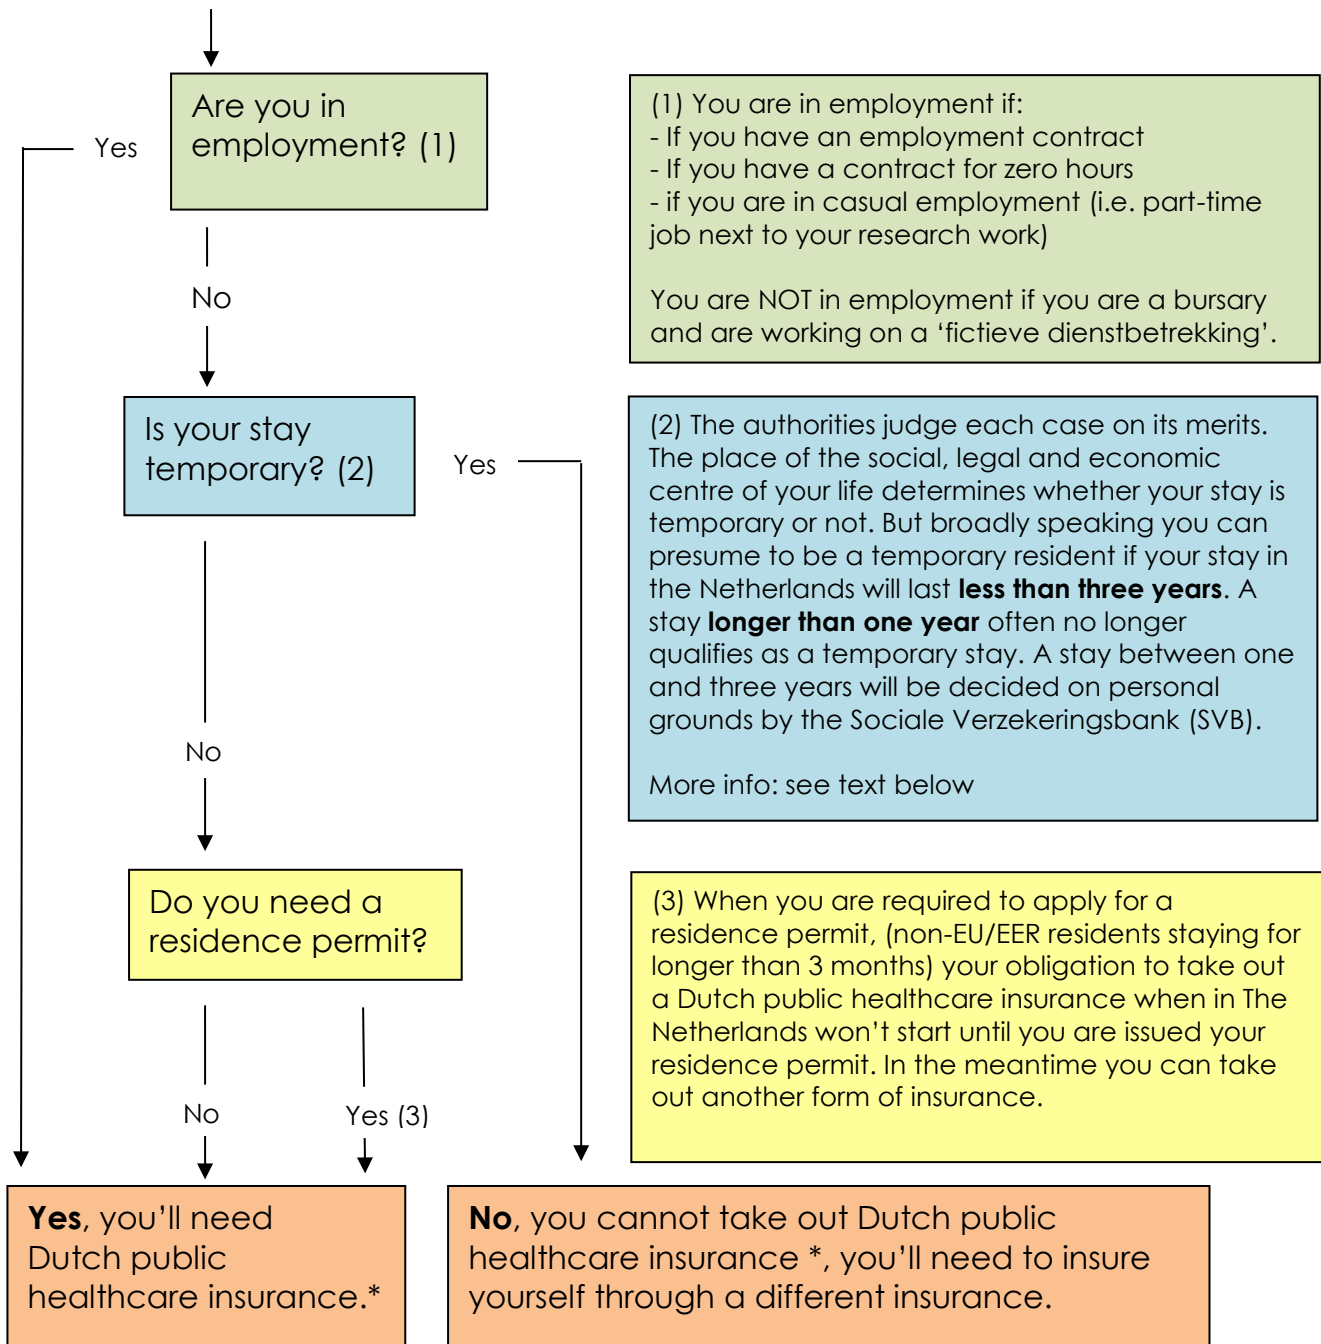 Are you in
employment? (1)
Yes
No
(1) You are in employment if:
- If you have an employment contract
- If you have a contract for zero hours
- if you are in casual employment (i.e. part-time
job next to your research work)
You are NOT in employment if you are a bursary
and are working on a ‘fictieve dienstbetrekking’.
Is your stay
temporary? (2)
Yes
No
(2) The authorities judge each case on its merits.
The place of the social, legal and economic
centre of your life determines whether your stay is
temporary or not. But broadly speaking you can
presume to be a temporary resident if your stay in
the Netherlands will last less than three years. A
stay longer than one year often no longer
qualifies as a temporary stay. A stay between one
and three years will be decided on personal
grounds by the Sociale Verzekeringsbank (SVB).
More info: see text below
Do you need a
residence permit?
No
Yes (3)
(3) When you are required to apply for a
residence permit, (non-EU/EER residents staying for
longer than 3 months) your obligation to take out
a Dutch public healthcare insurance when in The
Netherlands won’t start until you are issued your
residence permit. In the meantime you can take
out another form of insurance.
Yes, you’ll need
Dutch public
healthcare insurance.*
No, you cannot take out Dutch public
healthcare insurance *, you’ll need to insure
yourself through a different insurance.